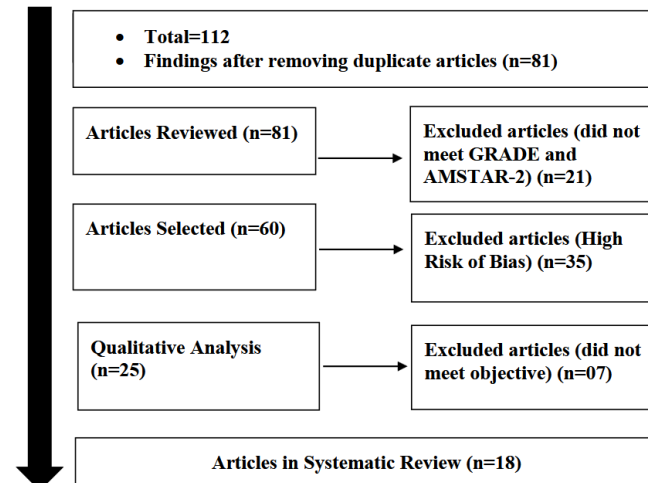 • Total=112
• Findings after removing duplicate articles (n=81)
Articles Reviewed (n=81)
Excluded articles (did not
meet GRADE and
AMSTAR-2) (n=21)
Articles Selected (n=60)
Excluded articles (High
Risk of Bias) (n=35)
Qualitative Analysis
(n=25)
Excluded articles (did not
meet objective) (n=07)
Articles in Systematic Review (n=18)